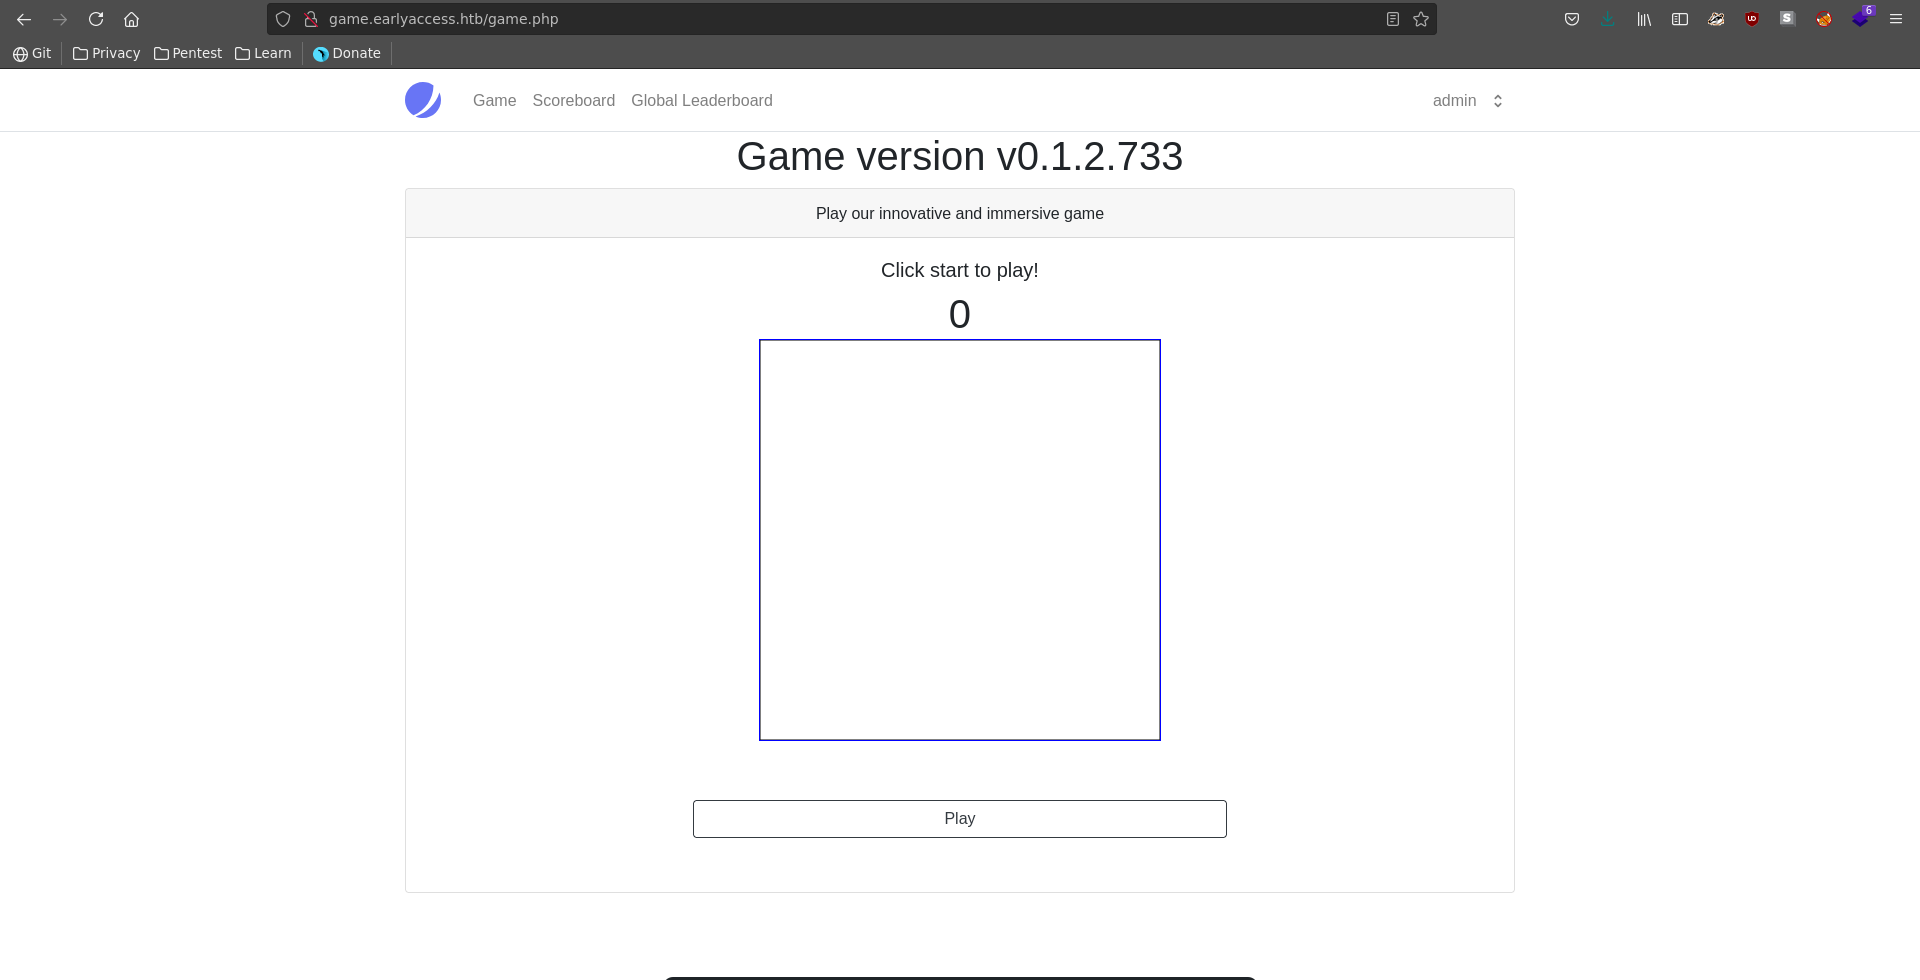 game.earlyaccess.htb/game.php
6
Git Privacy Pentest Learn Donate
Game Scoreboard Global Leaderboard admin
Game version v0.1.2.733
Play our innovative and immersive game
Click start to play!
0
Play